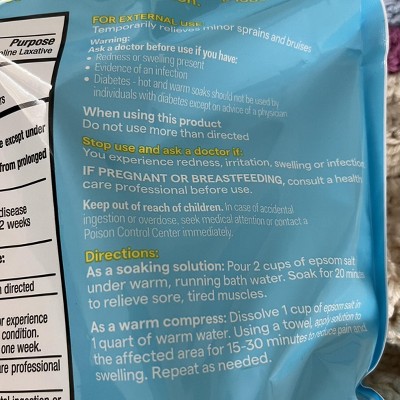 Purpose
line Laxative
rs
e except under
from prolonged
disease
2 weeks
e:
n directed
or experience
condition.
one week.
are professional
tal ingestion or
FOR EXTERNAL USE
Temporarily relieves minor sprains and bruises
Warning:
Ask a doctor before use if you have:
• Redness or swelling present
• Evidence of an infection
• Diabetes - hot and warm soaks should not be used by
individuals with diabetes except on advice of a physician.
When using this product
Do not use more than directed
Stop use and ask a doctor if:
You experience redness, irritation, swelling or infection
IF PREGNANT OR BREASTFEEDING, consult a health
care professional before use.
Keep out of reach of children. In case of accidental
ingestion or overdose, seek medical attention or contact a
Poison Control Center immediately.
Directions:
As a soaking solution: Pour 2 cups of epsom salt
under warm, running bath water. Soak for 20 minutes
to relieve sore, tired muscles.
As a warm compress: Dissolve 1 cup of epsom salt in
1 quart of warm water. Using a towel, apply solution to
the affected area for 15-30 minutes to reduce pain and
swelling. Repeat as needed.